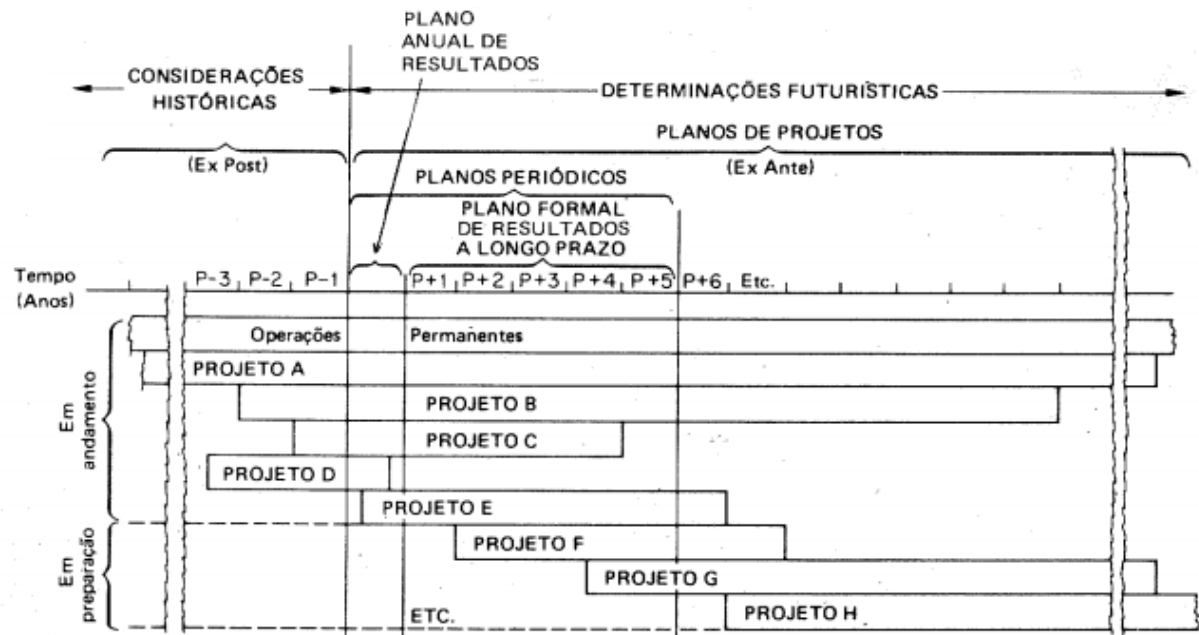 PLANO
ANUAL DE
RESULTADOS
CONSIDERAÇÕES
HISTÓRICAS
DETERMINAÇÕES FUTURÍSTICAS
PLANOS DE PROJETOS
(Ex Post)
(Ex Ante)
PLANOS PERIÓDICOS
PLANO FORMAL
DE RESULTADOS
A LONGO PRAZO
Tempo
(Anos)
P-3 P-2 P-1 P+1 P+2 P+3 P+4 P+5 P+6 Etc.
Em
andamento
Operações Permanentes
PROJETO A
PROJETO B
PROJETO C
PROJETO D
PROJETO E
Em
preparação
PROJETO F
PROJETO G
PROJETO H
ETC.